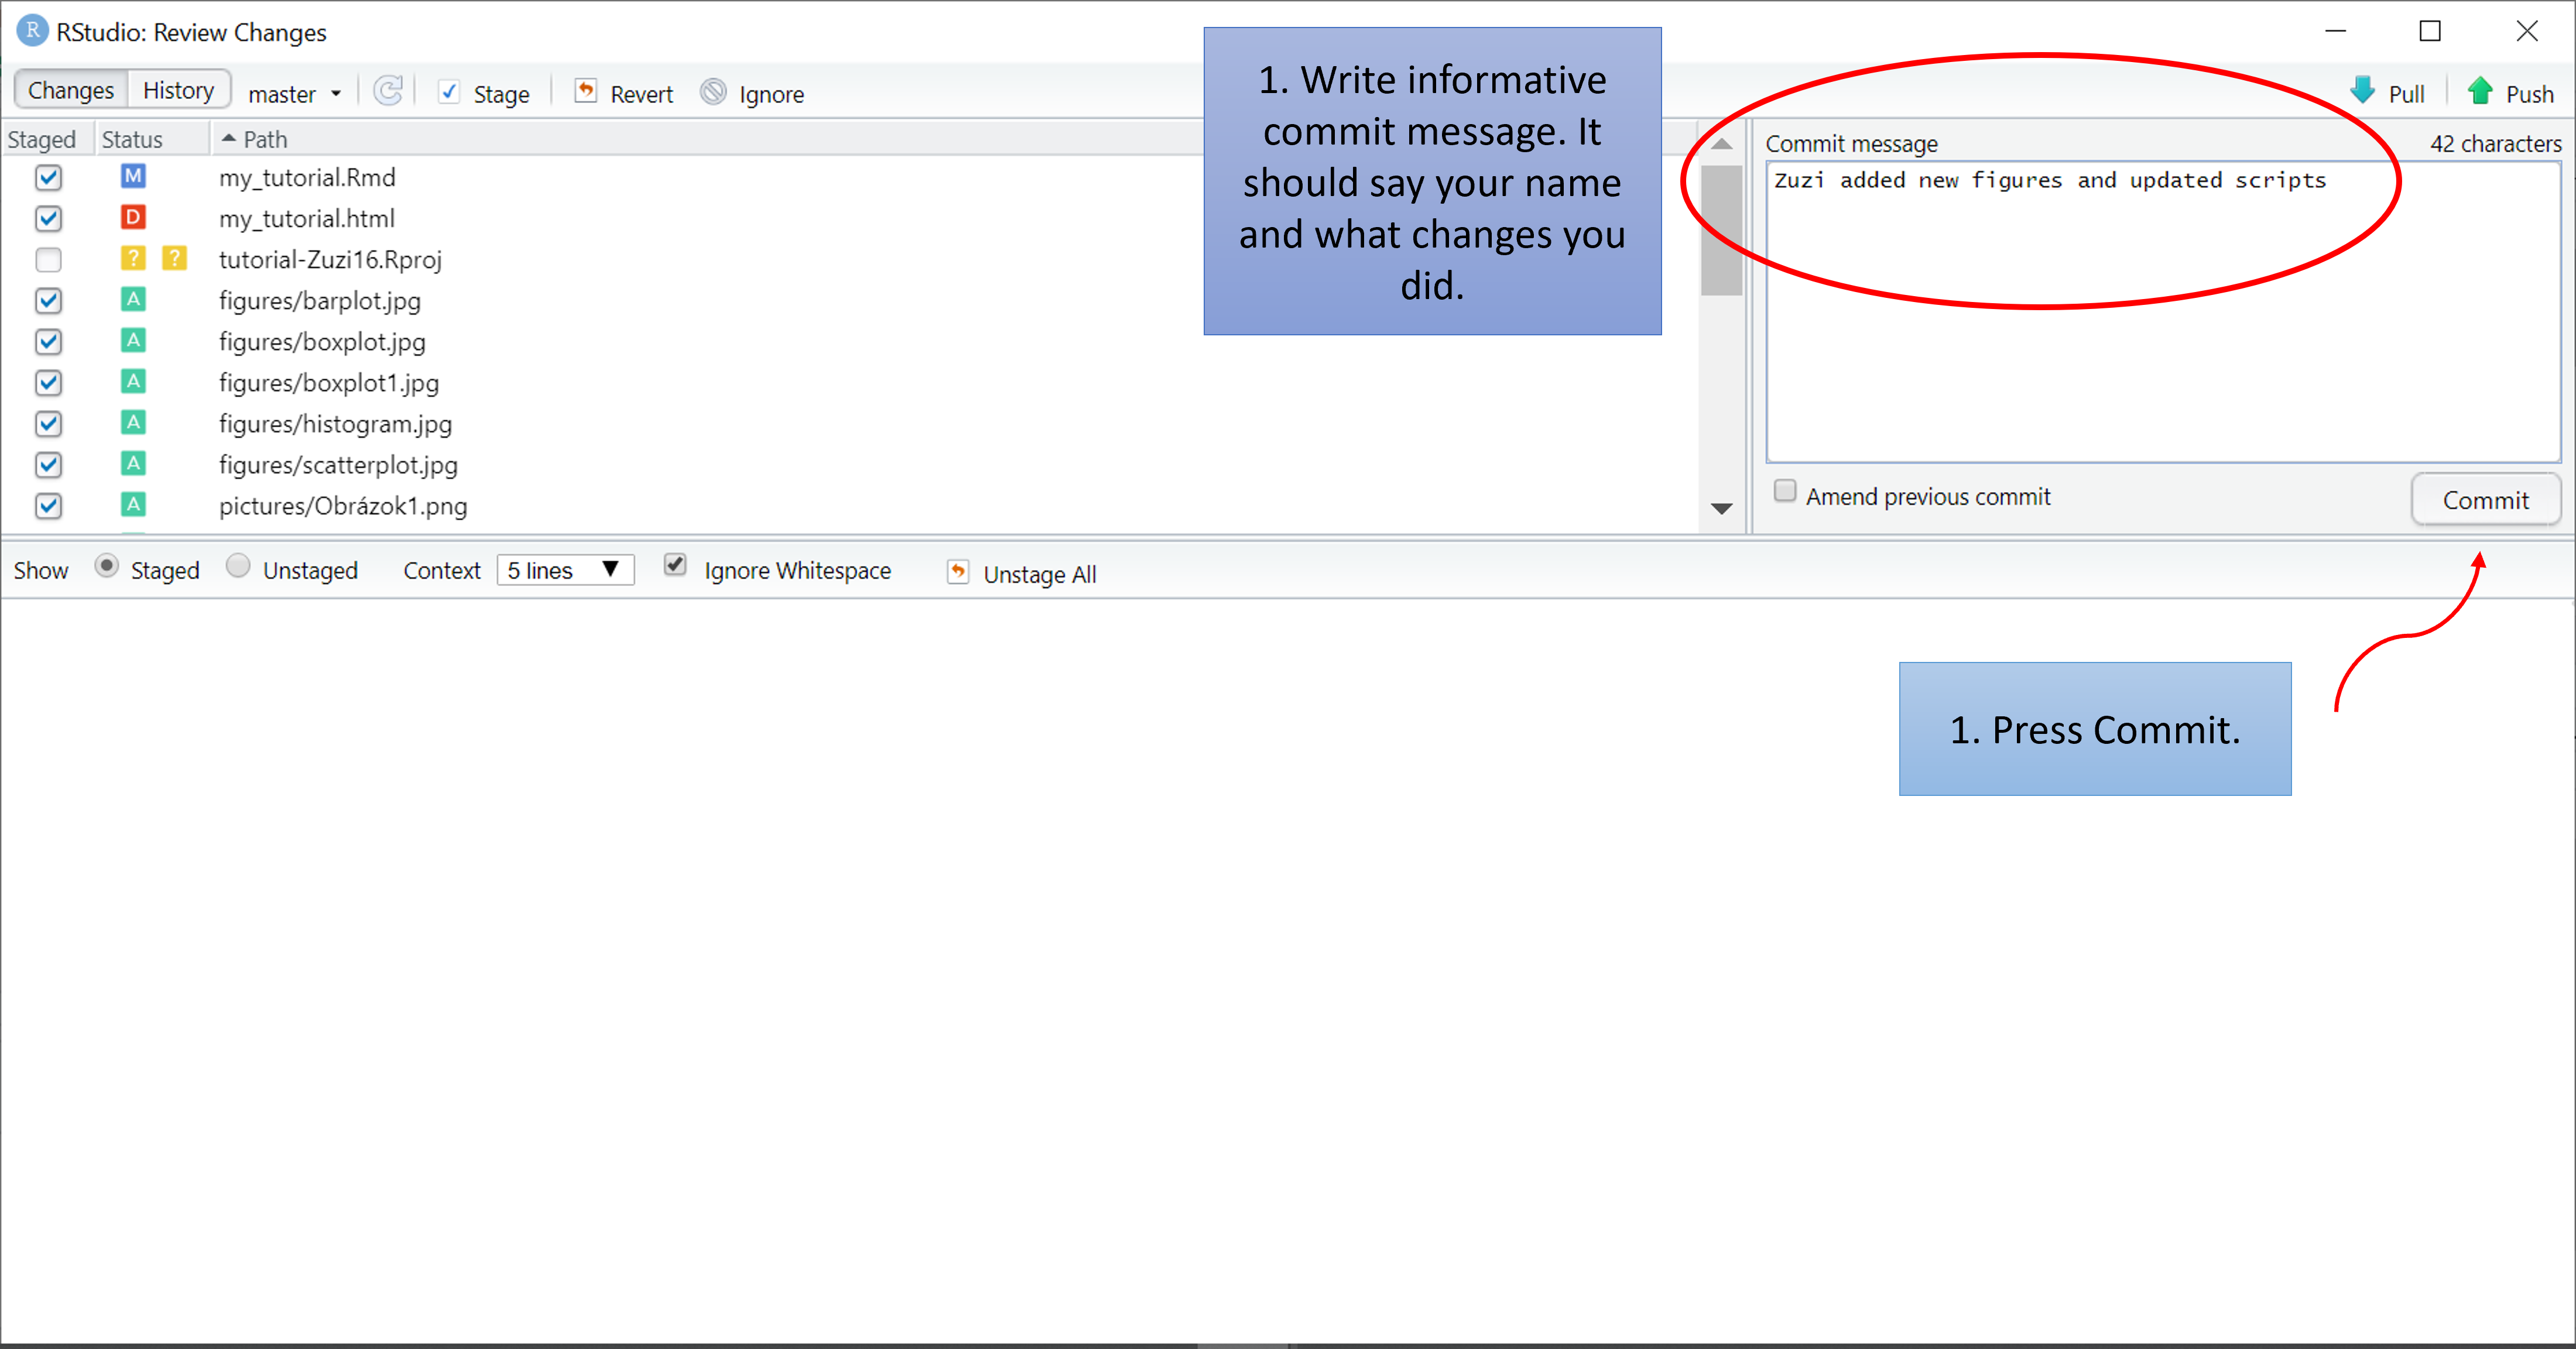 R RStudio: Review Changes
Changes History master Stage Revert Ignore Pull Push
1. Write informative
commit message. It
should say your name
and what changes you
did.
Staged Status Path
M my_tutorial.Rmd
D my_tutorial.html
? ? tutorial-Zuzi16.Rproj
A figures/barplot.jpg
A figures/boxplot.jpg
A figures/boxplot1.jpg
A figures/histogram.jpg
A figures/scatterplot.jpg
A pictures/Obrázok1.png
Commit message 42 characters
Zuzi added new figures and updated scripts
Amend previous commit Commit
Show Staged Unstaged Context 5 lines Ignore Whitespace Unstage All
1. Press Commit.